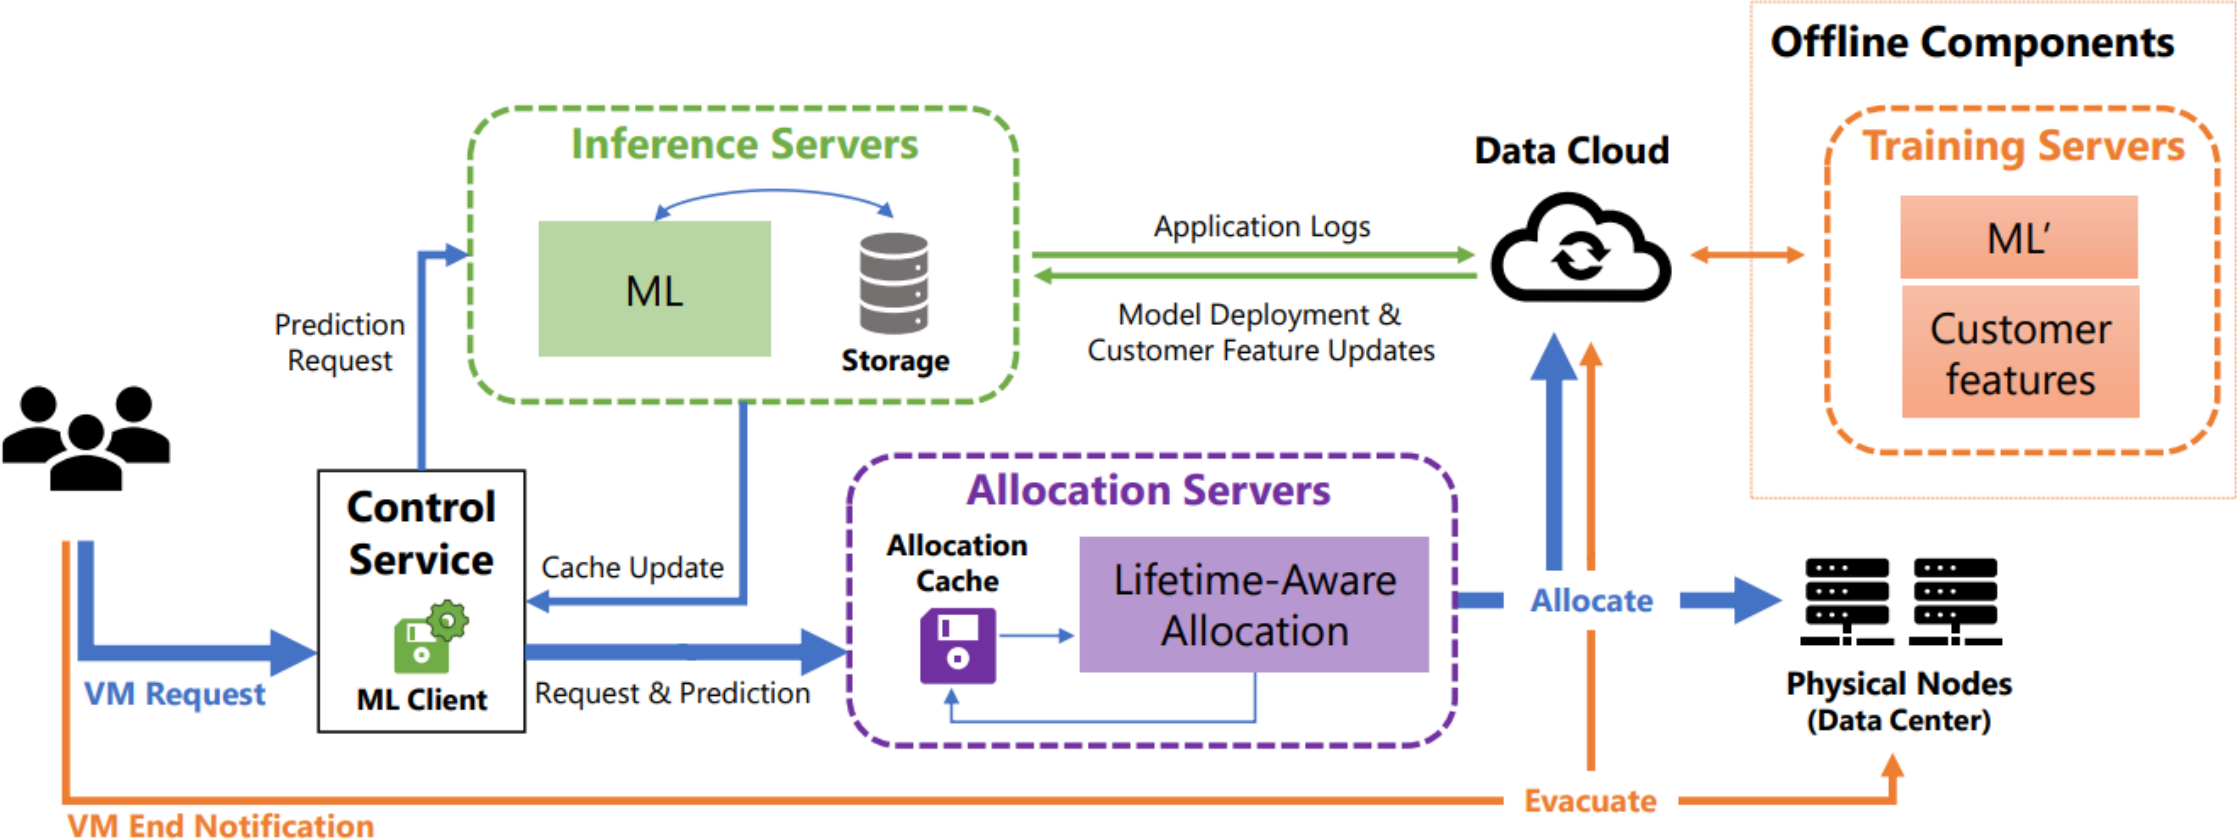 Offline Components
Training Servers
ML′
Customer
features
Data Cloud
Inference Servers
ML
Storage
Application Logs
Model Deployment &
Customer Feature Updates
Prediction
Request
Control
Service
ML Client
Cache Update
Request & Prediction
VM Request
VM End Notification
Allocation Servers
Allocation
Cache
Lifetime-Aware
Allocation
Allocate
Evacuate
Physical Nodes
(Data Center)